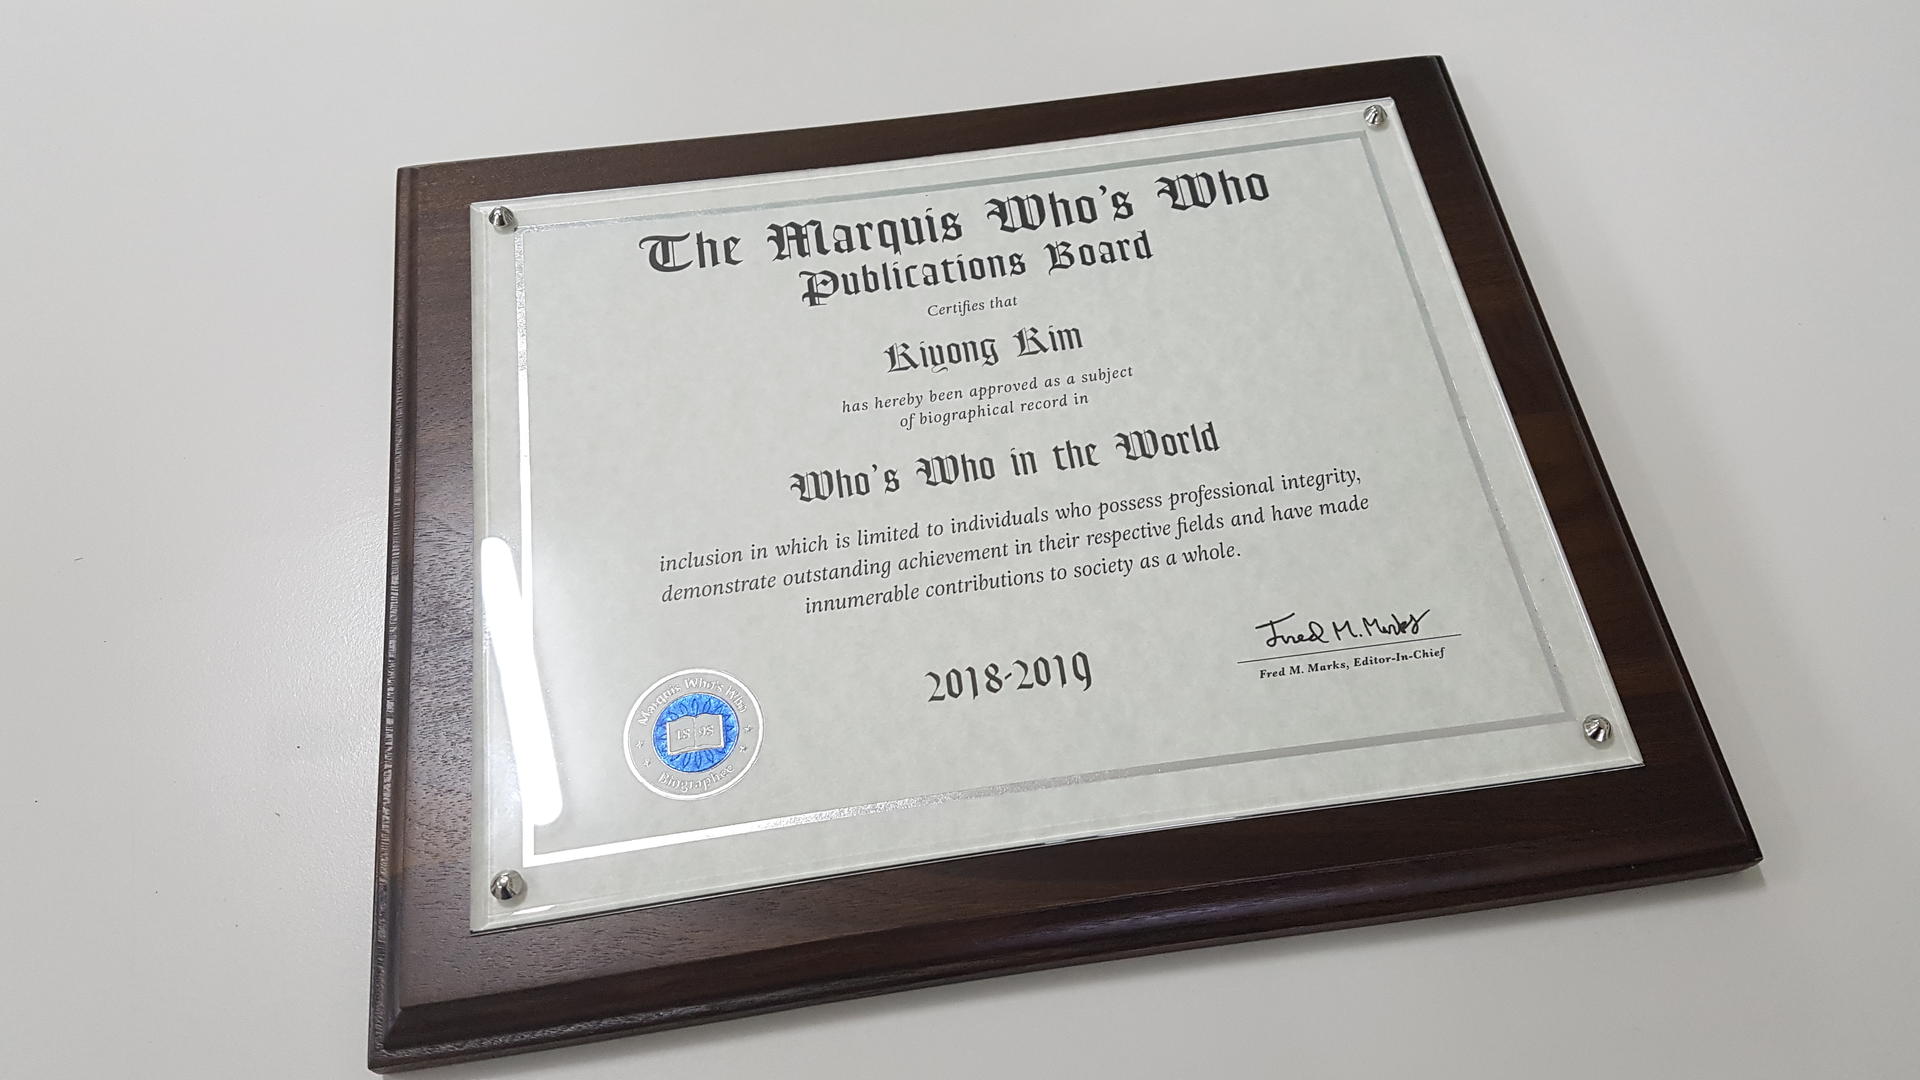 The Marquis Who's Who
Publications Board
Certifies that
Kiyong Kim
has hereby been approved as a subject
of biographical record in
Who's Who in the World
inclusion in which is limited to individuals who possess professional integrity,
demonstrate outstanding achievement in their respective fields and have made
innumerable contributions to society as a whole.
Fred M. Marks
Fred M. Marks, Editor-In-Chief
2018-2019
Marquis Who's Who
18 98
Biographee